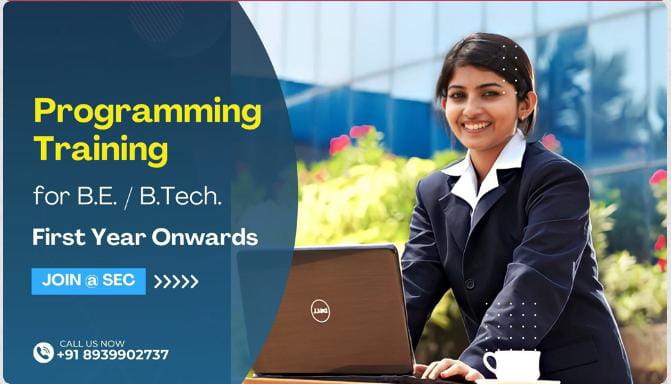 Programming
Training
for B.E. / B.Tech.
First Year Onwards
JOIN @ SEC
CALL US NOW
+91 8939902737
DELL